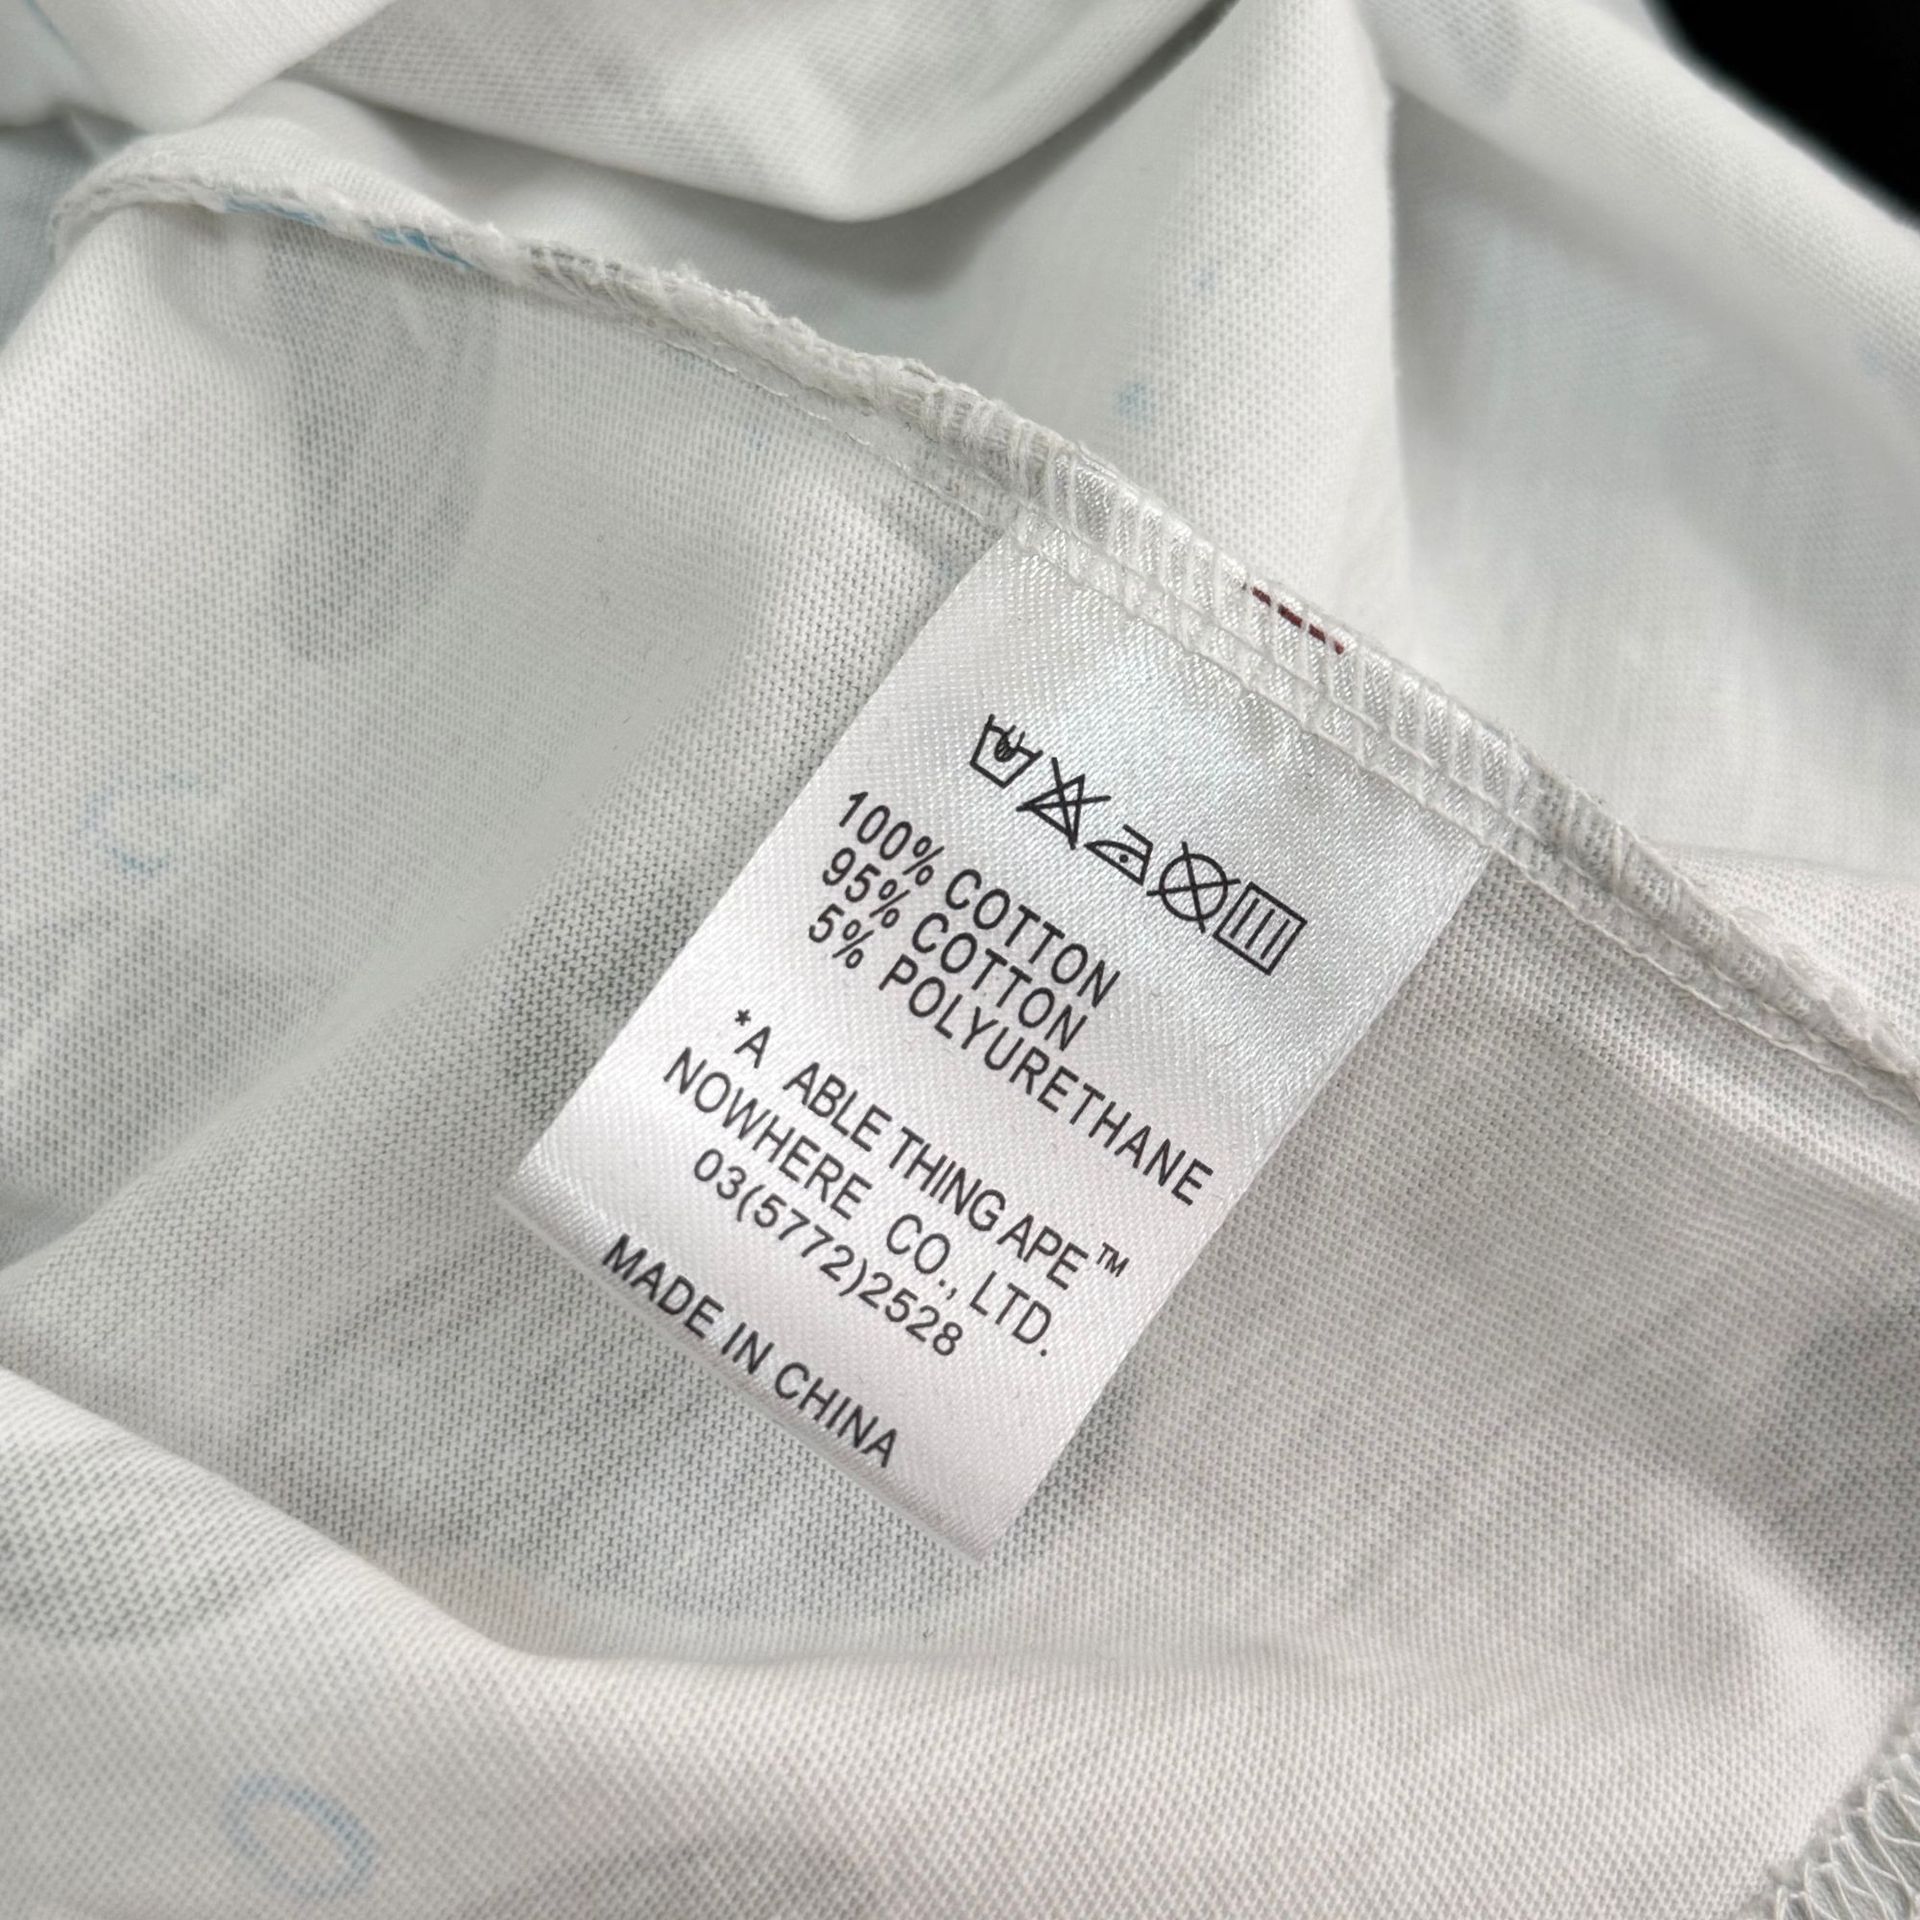 100% COTTON
95% COTTON
5% POLYURETHANE
*A ABLE THING APE™
NOWHERE CO., LTD.
03(5772)2528
MADE IN CHINA